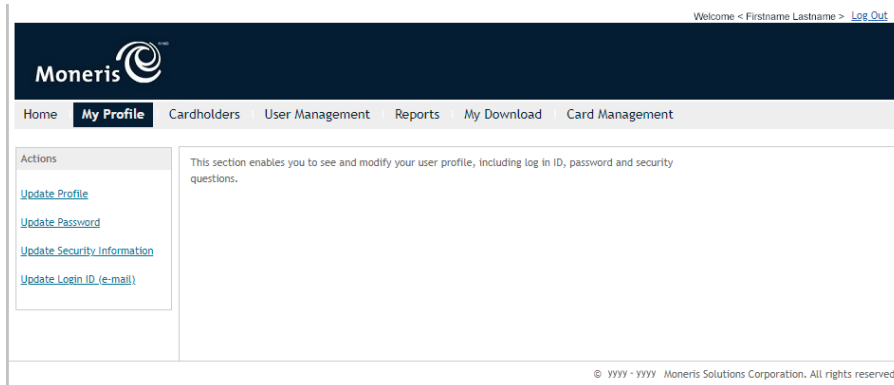 Welcome < Firstname Lastname > Log Out
Moneris
Home My Profile Cardholders User Management Reports My Download Card Management
Actions
Update Profile
Update Password
Update Security Information
Update Login ID (e-mail)
This section enables you to see and modify your user profile, including log in ID, password and security
questions.
© yyyy - yyyy Moneris Solutions Corporation. All rights reserved